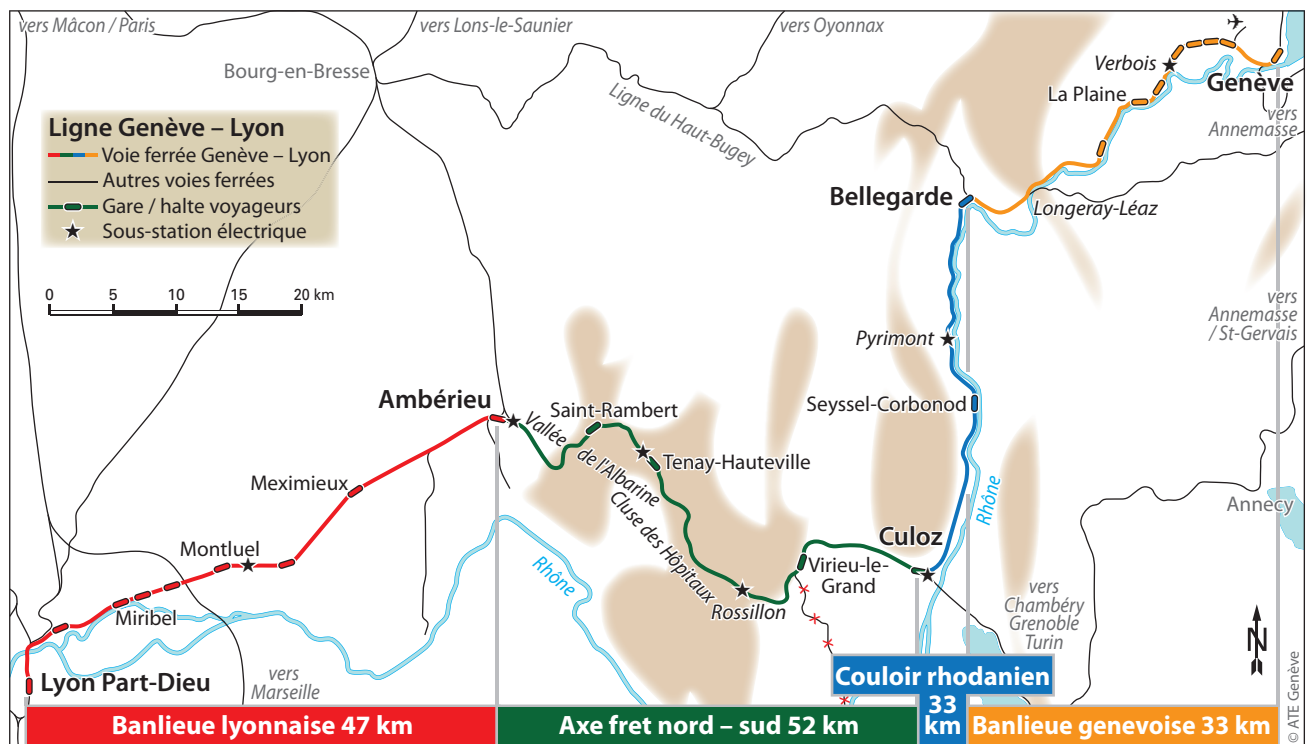 vers Mâcon / Paris
vers Lons-le-Saunier
vers Oyonnax
Bourg-en-Bresse
Verbois
Genève
La Plaine
vers
Annemasse
Ligne du Haut-Bugey
Ligne Genève – Lyon
Voie ferrée Genève – Lyon
Autres voies ferrées
Gare / halte voyageurs
Sous-station électrique
Bellegarde
Longeray-Léaz
0 5 10 15 20 km
vers
Annemasse
/ St-Gervais
Pyrimont
Ambérieu
Saint-Rambert
Seyssel-Corbonod
Vallée
de l'Albarine
Tenay-Hauteville
Meximieux
Cluse des Hôpitaux
Rhône
Annecy
Montluel
Culoz
Rhône
Virieu-le-
Grand
Miribel
Rossillon
vers
Chambéry
Grenoble
Turin
N
Lyon Part-Dieu
vers
Marseille
Couloir rhodanien
33
km
Banlieue lyonnaise 47 km
Axe fret nord – sud 52 km
Banlieue genevoise 33 km
© ATE Genève